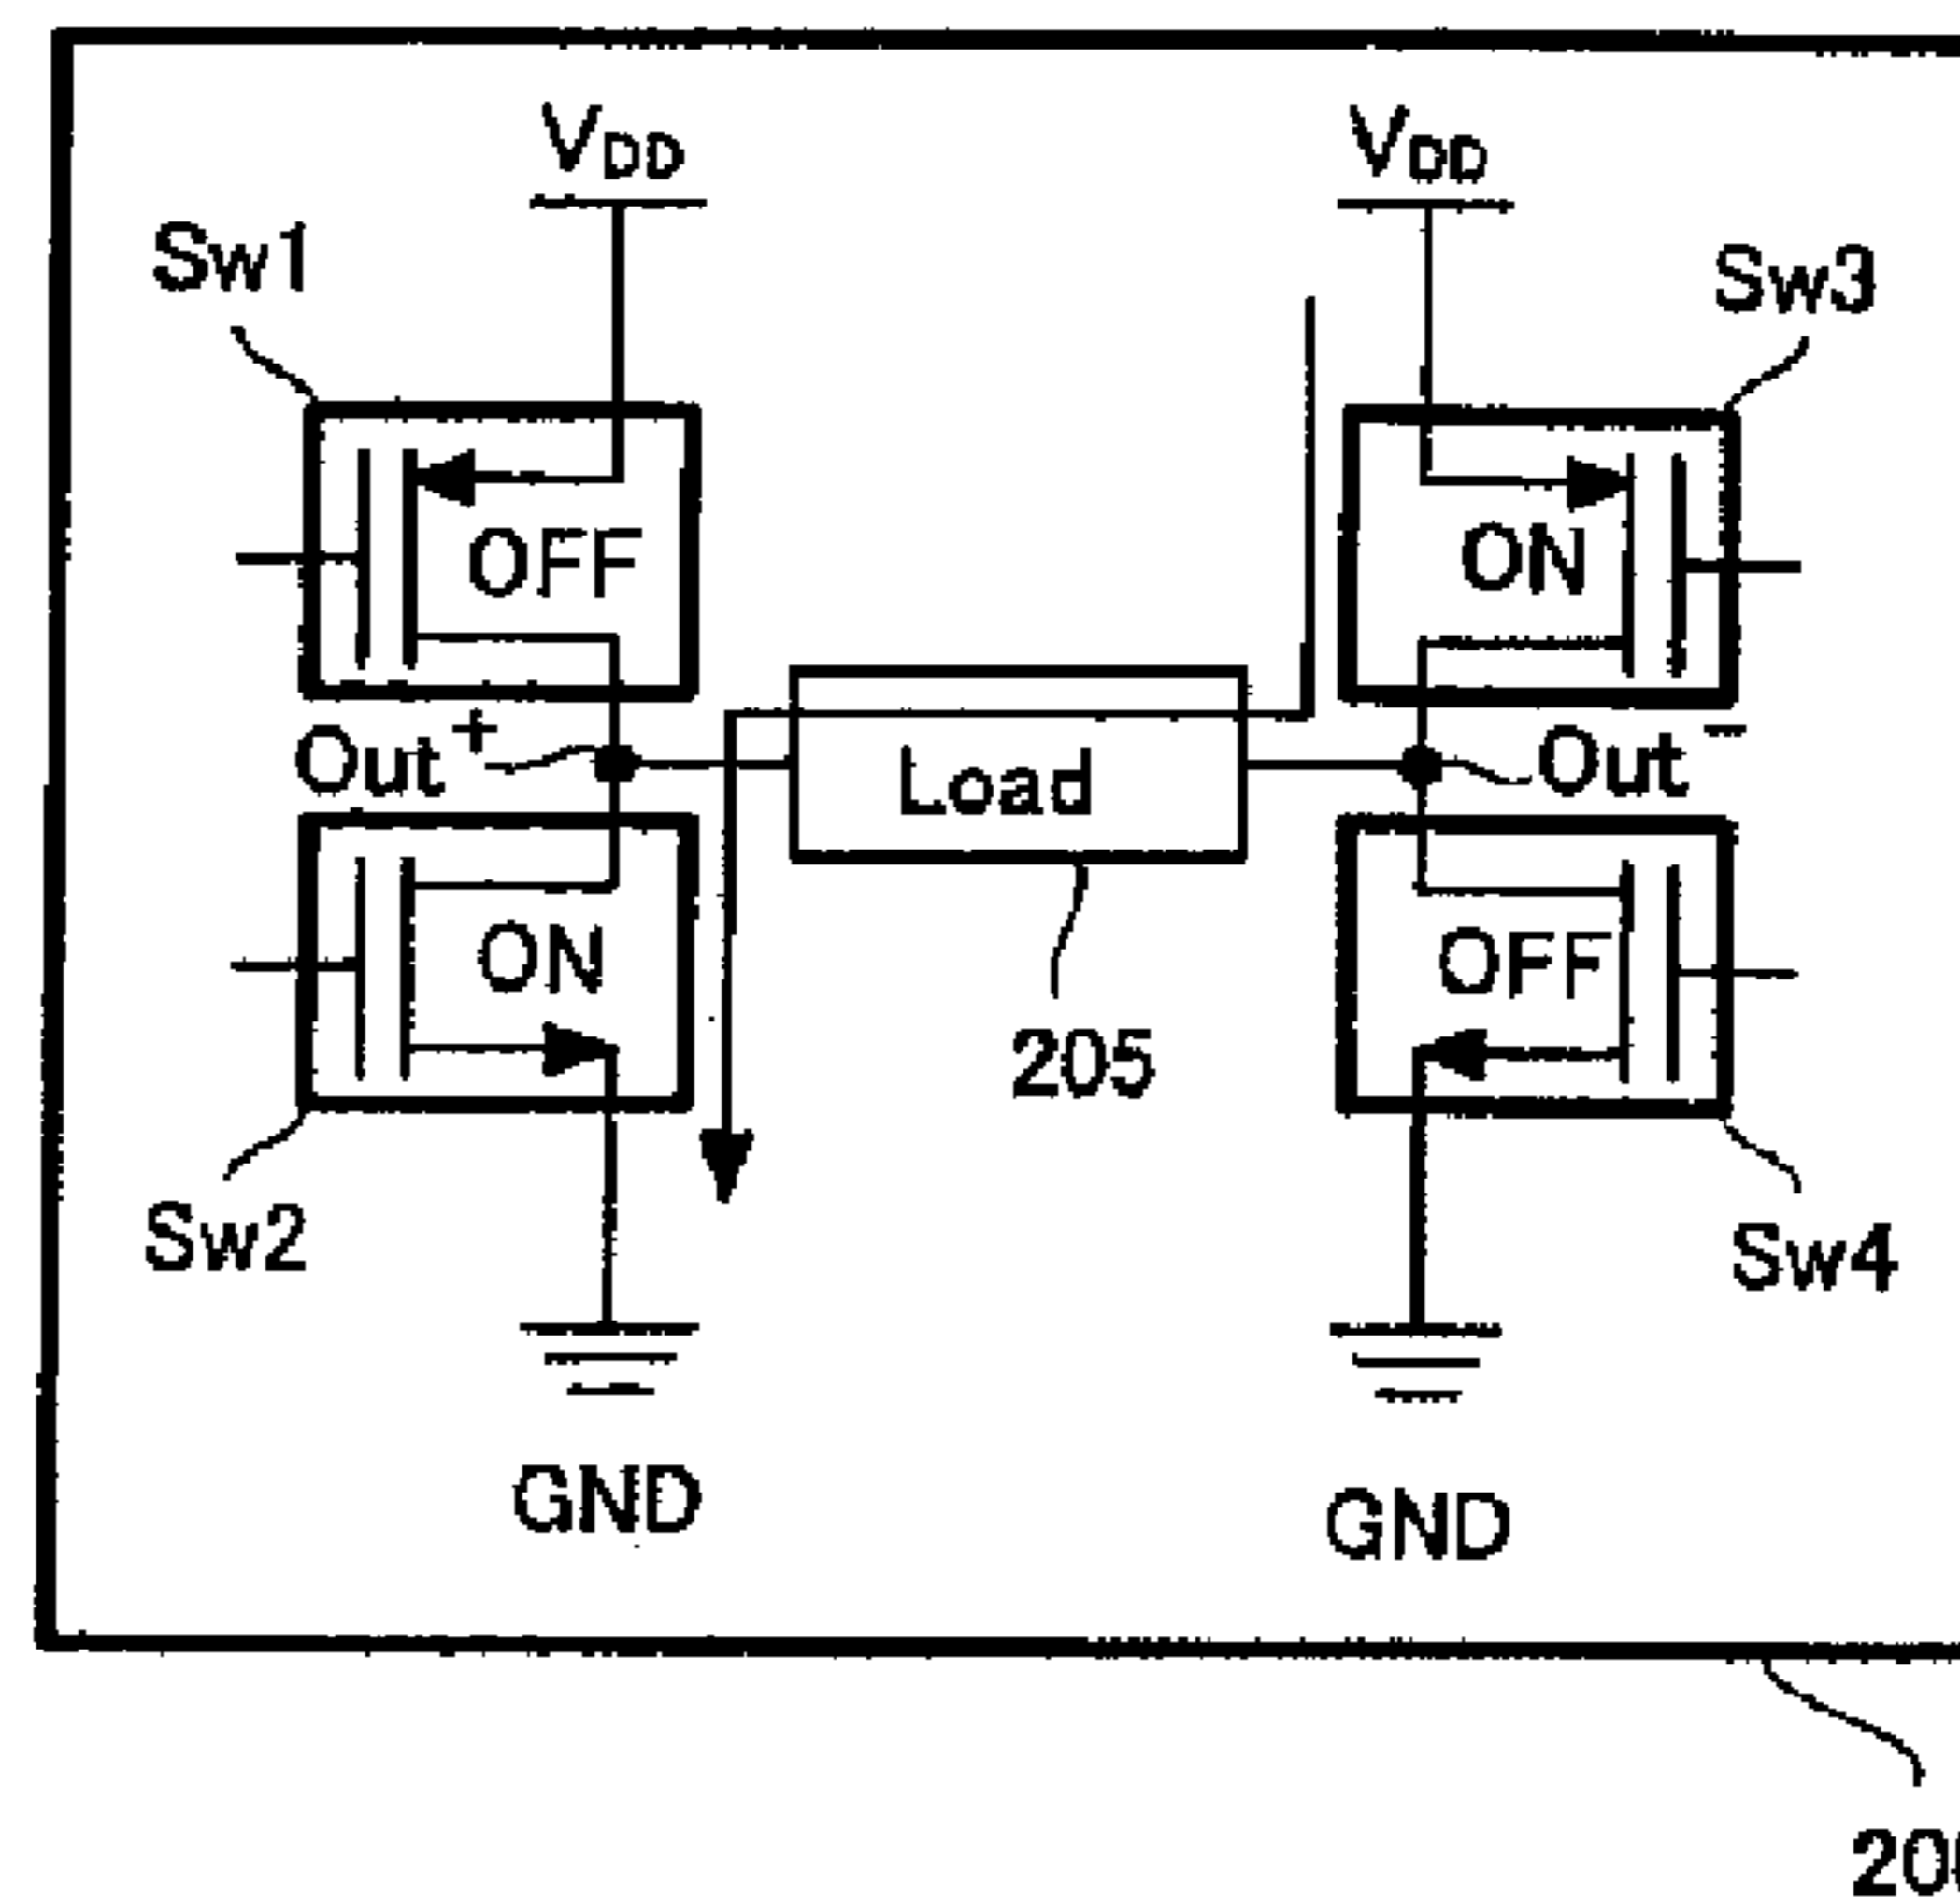 VDD
VDD
Sw1
Sw3
OFF
ON
Out+
Load
Out−
ON
OFF
205
Sw2
Sw4
GND
GND